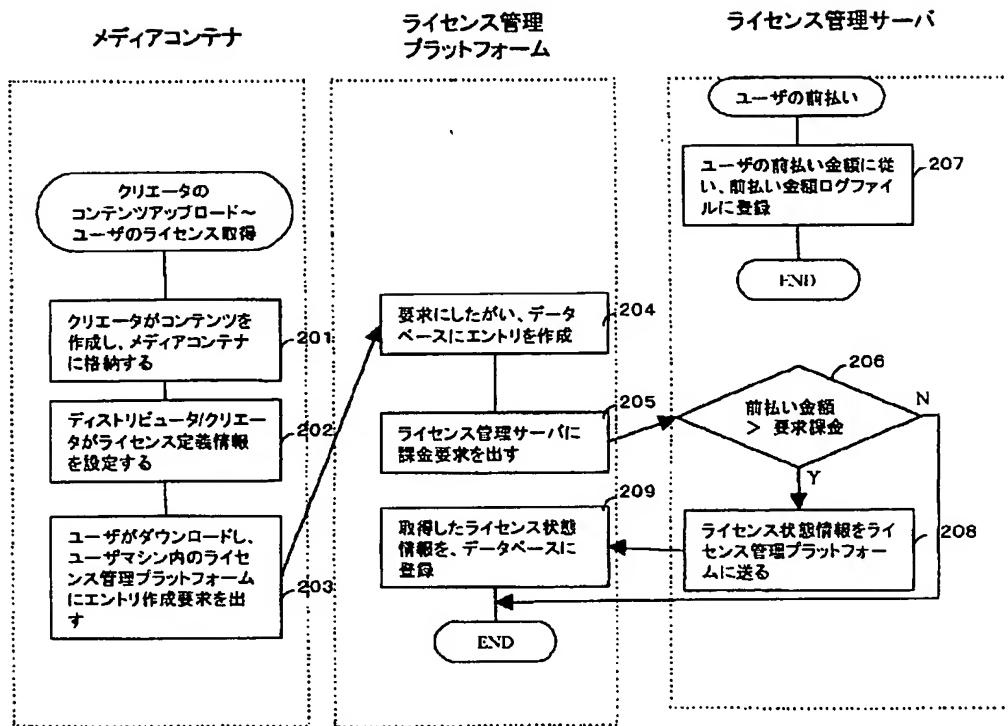 メディアコンテナ
ライセンス管理
プラットフォーム
ライセンス管理サーバ
クリエータの
コンテンツアップロード～
ユーザのライセンス取得
クリエータがコンテンツを
作成し、メディアコンテナ
に格納する
201
ディストリビュータ/クリエー
タがライセンス定義情報
を設定する
202
ユーザがダウンロードし、
ユーザマシン内のライセ
ンス管理プラットフォーム
にエントリ作成要求を出
す
203
要求にしたがい、データ
ベースにエントリを作成
204
ライセンス管理サーバに
課金要求を出す
205
取得したライセンス状態
情報を、データベースに
登録
209
END
ユーザの前払い
ユーザの前払い金額に従
い、前払い金額ログファイ
ルに登録
207
END
前払い金額
> 要求課金
206
N
Y
ライセンス状態情報をライ
センス管理プラットフォー
ムに送る
208